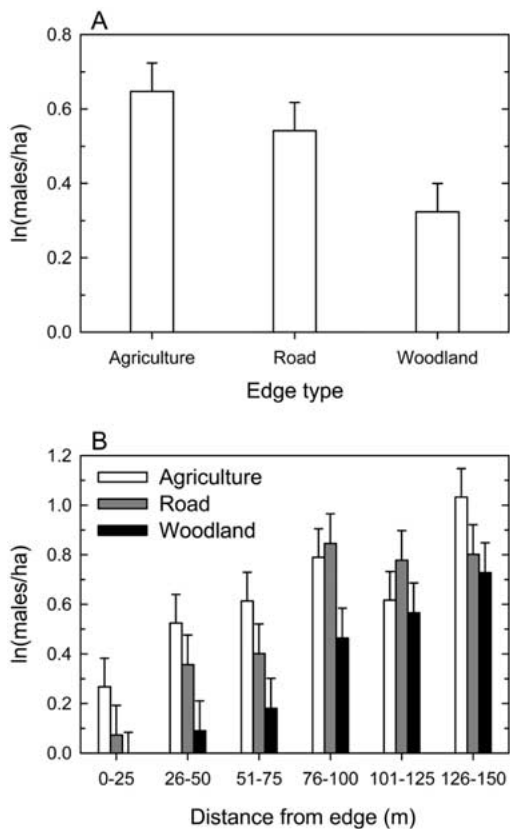 A
0.8
0.6
0.4
0.2
0.0
ln(males/ha)
Agriculture Road Woodland
Edge type
B
1.2
1.0
0.8
0.6
0.4
0.2
0.0
ln(males/ha)
Agriculture
Road
Woodland
0-25 26-50 51-75 76-100 101-125 126-150
Distance from edge (m)